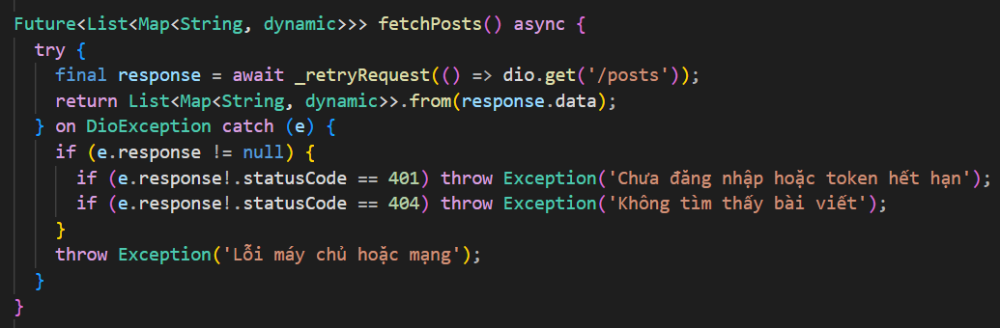 Future<List<Map<String, dynamic>>> fetchPosts() async {
  try {
    final response = await _retryRequest(() => dio.get('/posts'));
    return List<Map<String, dynamic>>.from(response.data);
  } on DioException catch (e) {
    if (e.response != null) {
      if (e.response!.statusCode == 401) throw Exception('Chưa đăng nhập hoặc token hết hạn');
      if (e.response!.statusCode == 404) throw Exception('Không tìm thấy bài viết');
    }
    throw Exception('Lỗi máy chủ hoặc mạng');
  }
}